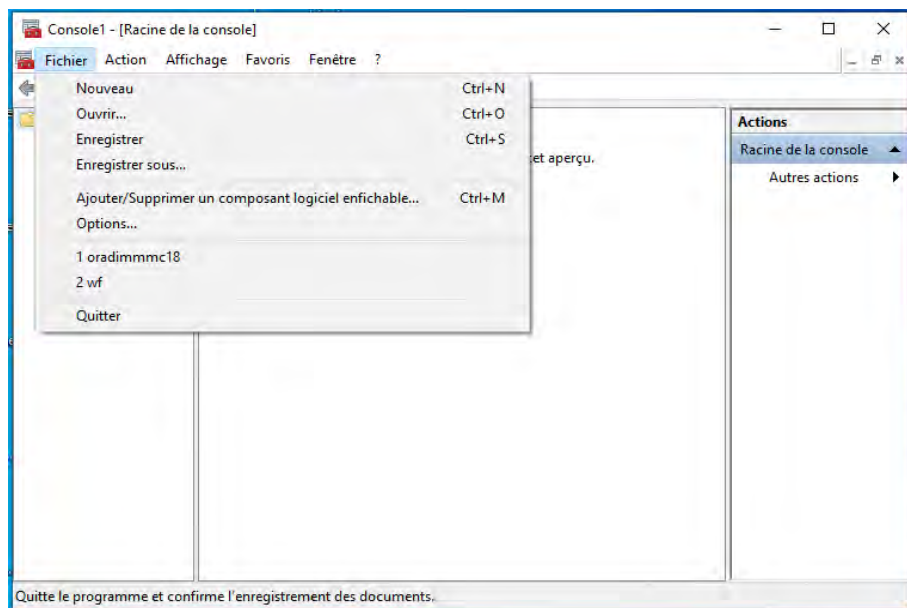 Console1 - [Racine de la console]
Fichier Action Affichage Favoris Fenêtre ?
Nouveau Ctrl+N
Ouvrir... Ctrl+O
Enregistrer Ctrl+S
Enregistrer sous...
Ajouter/Supprimer un composant logiciel enfichable... Ctrl+M
Options...
1 oradimmmc18
2 wf
Quitter
et aperçu.
Actions
Racine de la console
Autres actions
Quitte le programme et confirme l'enregistrement des documents.